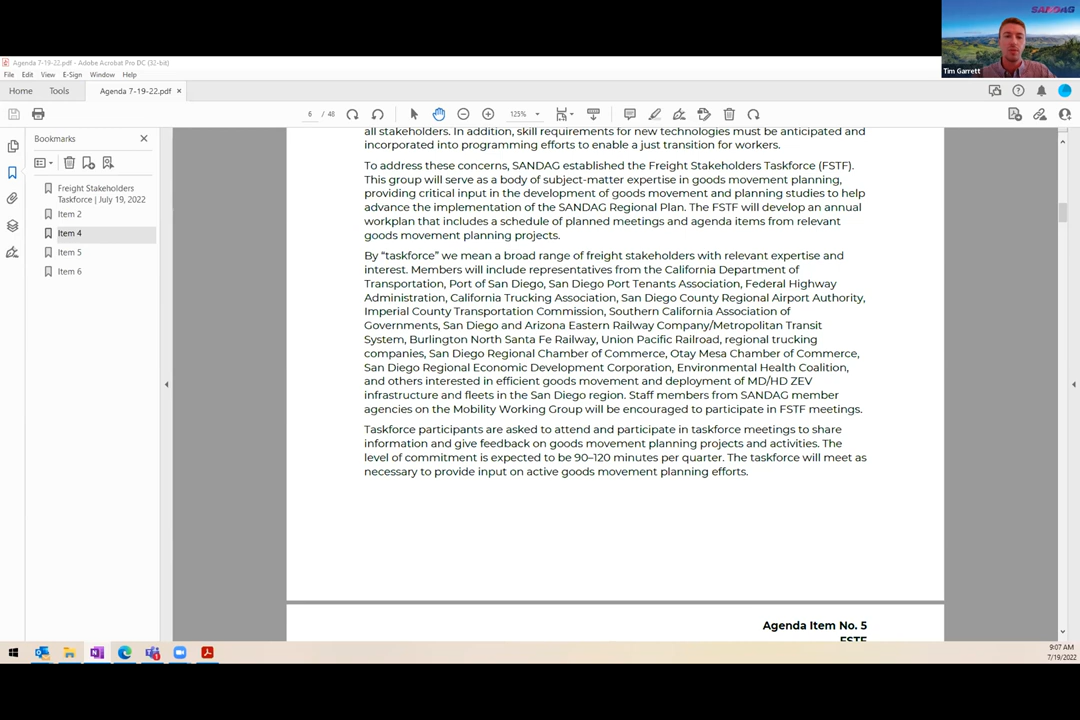 SANDAG
Tim Garrett
Agenda 7-19-22.pdf - Adobe Acrobat Pro DC (32-bit)
File Edit View E-Sign Window Help
Home Tools Agenda 7-19-22.pdf ×
6 / 48 125%
Bookmarks
Freight Stakeholders
Taskforce | July 19, 2022
Item 2
Item 4
Item 5
Item 6
all stakeholders. In addition, skill requirements for new technologies must be anticipated and
incorporated into programming efforts to enable a just transition for workers.
To address these concerns, SANDAG established the Freight Stakeholders Taskforce (FSTF).
This group will serve as a body of subject-matter expertise in goods movement planning,
providing critical input in the development of goods movement and planning studies to help
advance the implementation of the SANDAG Regional Plan. The FSTF will develop an annual
workplan that includes a schedule of planned meetings and agenda items from relevant
goods movement planning projects.
By “taskforce” we mean a broad range of freight stakeholders with relevant expertise and
interest. Members will include representatives from the California Department of
Transportation, Port of San Diego, San Diego Port Tenants Association, Federal Highway
Administration, California Trucking Association, San Diego County Regional Airport Authority,
Imperial County Transportation Commission, Southern California Association of
Governments, San Diego and Arizona Eastern Railway Company/Metropolitan Transit
System, Burlington North Santa Fe Railway, Union Pacific Railroad, regional trucking
companies, San Diego Regional Chamber of Commerce, Otay Mesa Chamber of Commerce,
San Diego Regional Economic Development Corporation, Environmental Health Coalition,
and others interested in efficient goods movement and deployment of MD/HD ZEV
infrastructure and fleets in the San Diego region. Staff members from SANDAG member
agencies on the Mobility Working Group will be encouraged to participate in FSTF meetings.
Taskforce participants are asked to attend and participate in taskforce meetings to share
information and give feedback on goods movement planning projects and activities. The
level of commitment is expected to be 90–120 minutes per quarter. The taskforce will meet as
necessary to provide input on active goods movement planning efforts.
Agenda Item No. 5
FSTF
9:07 AM
7/19/2022